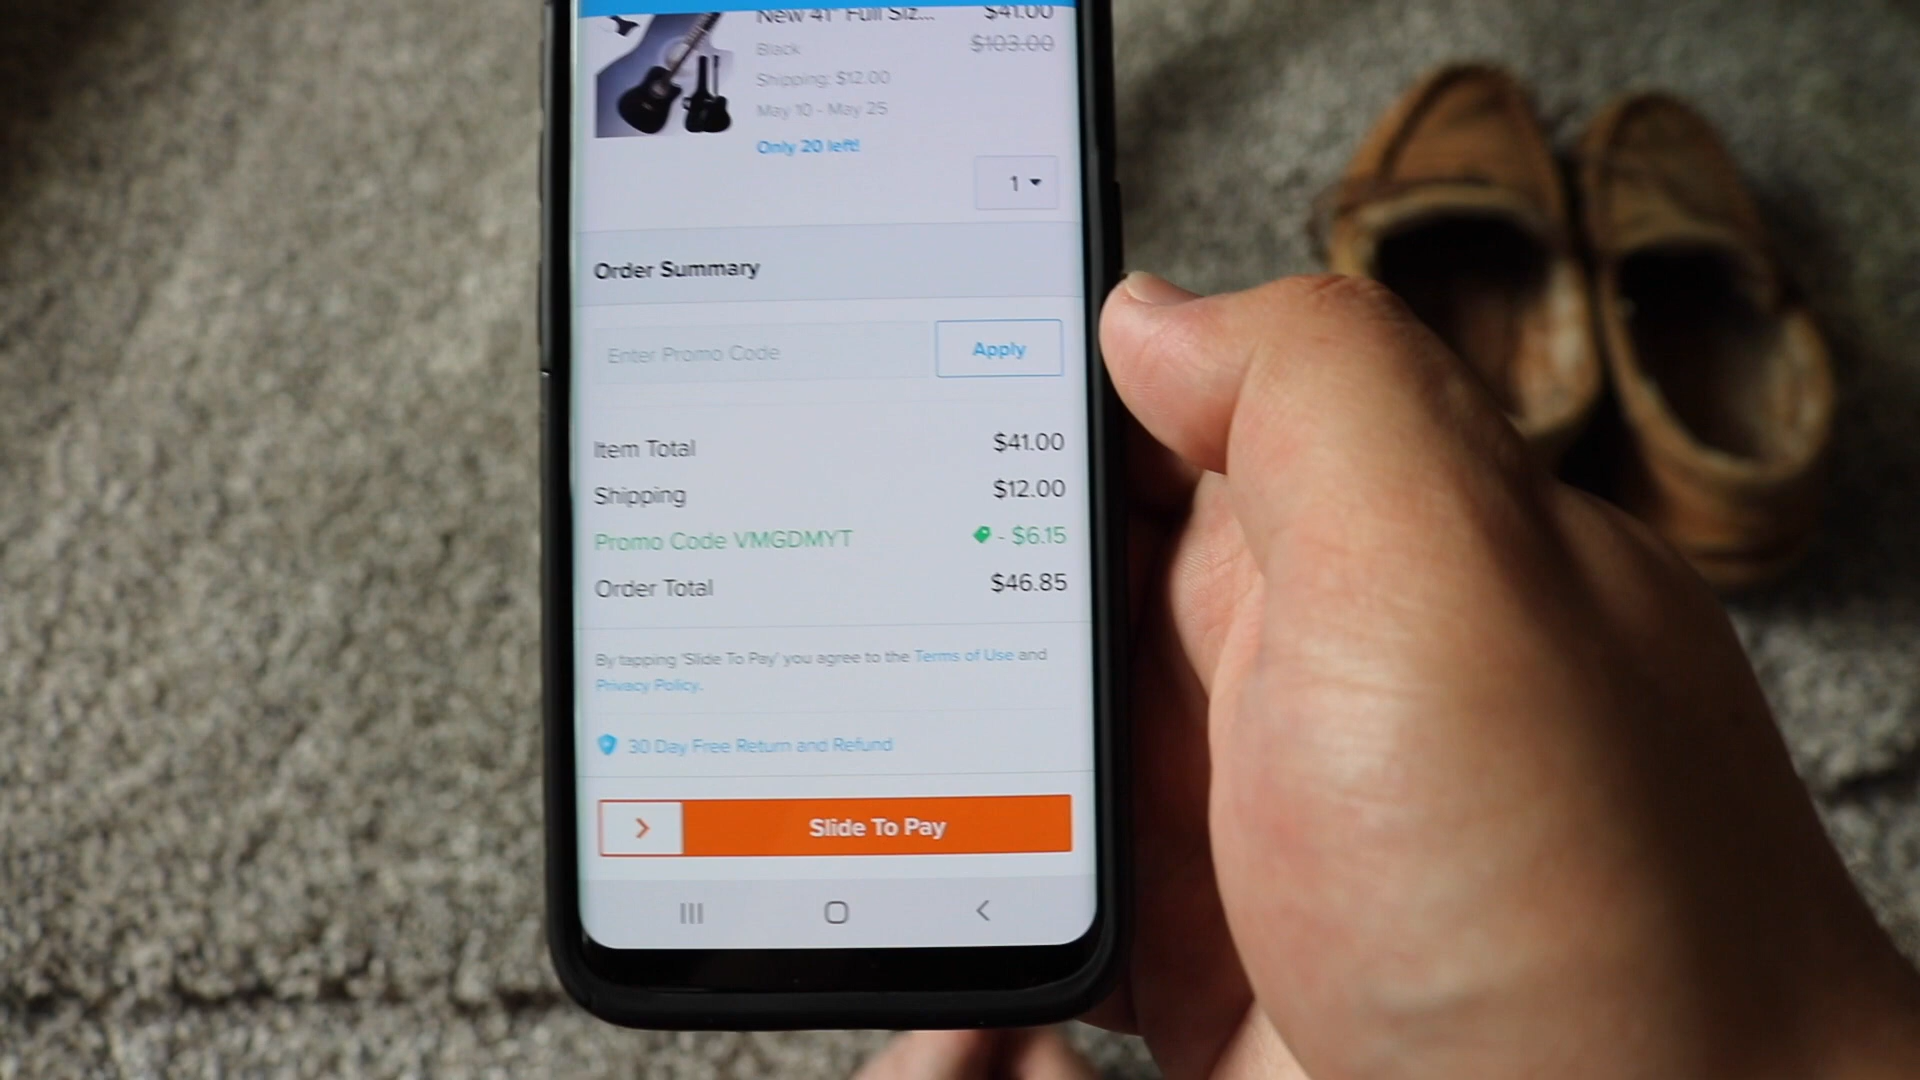 New 41" Full Siz... $41.00
Black $103.00
Shipping: $12.00
May 10 - May 25
Only 20 left!
1
Order Summary
Enter Promo Code Apply
Item Total $41.00
Shipping $12.00
Promo Code VMGDMYT - $6.15
Order Total $46.85
By tapping 'Slide To Pay' you agree to the Terms of Use and
Privacy Policy.
30 Day Free Return and Refund
Slide To Pay